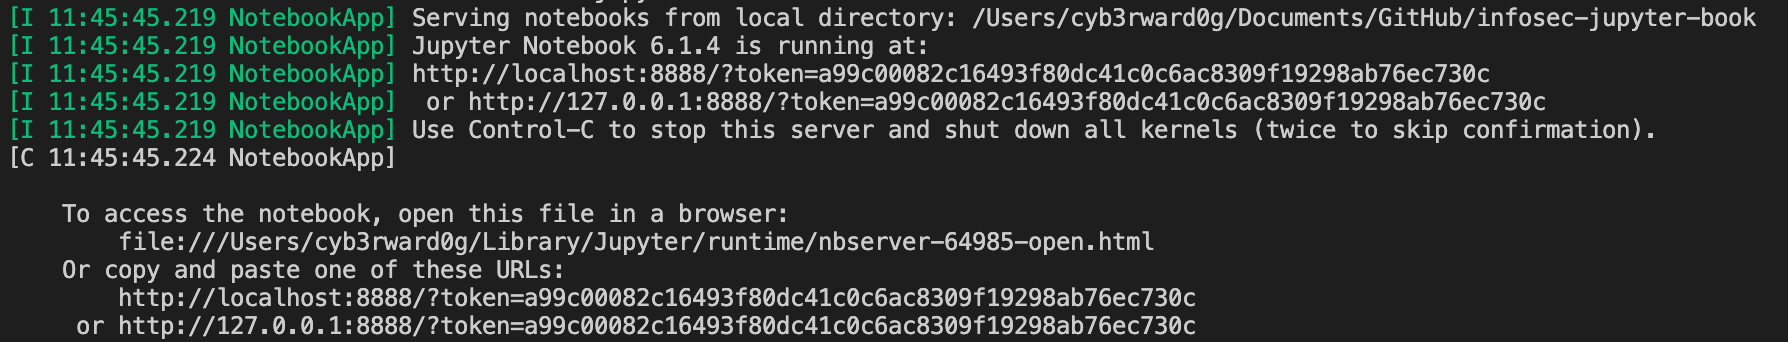 [I 11:45:45.219 NotebookApp] Serving notebooks from local directory: /Users/cyb3rward0g/Documents/GitHub/infosec-jupyter-book
[I 11:45:45.219 NotebookApp] Jupyter Notebook 6.1.4 is running at:
[I 11:45:45.219 NotebookApp] http://localhost:8888/?token=a99c00082c16493f80dc41c0c6ac8309f19298ab76ec730c
[I 11:45:45.219 NotebookApp]  or http://127.0.0.1:8888/?token=a99c00082c16493f80dc41c0c6ac8309f19298ab76ec730c
[I 11:45:45.219 NotebookApp] Use Control-C to stop this server and shut down all kernels (twice to skip confirmation).
[C 11:45:45.224 NotebookApp]
To access the notebook, open this file in a browser:
file:///Users/cyb3rward0g/Library/Jupyter/runtime/nbserver-64985-open.html
Or copy and paste one of these URLs:
http://localhost:8888/?token=a99c00082c16493f80dc41c0c6ac8309f19298ab76ec730c
or http://127.0.0.1:8888/?token=a99c00082c16493f80dc41c0c6ac8309f19298ab76ec730c